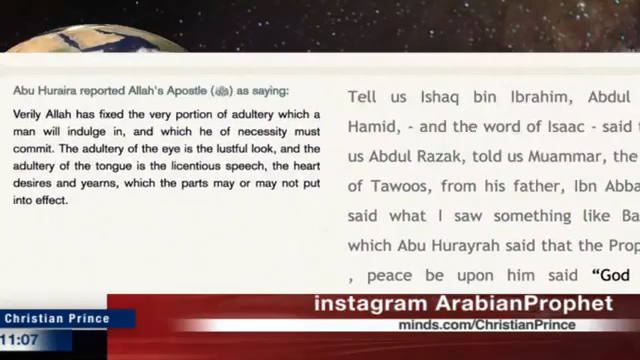 Abu Huraira reported Allah's Apostle (ﷺ) as saying:
Verily Allah has fixed the very portion of adultery which a
man will indulge in, and which he of necessity must
commit. The adultery of the eye is the lustful look, and the
adultery of the tongue is the licentious speech, the heart
desires and yearns, which the parts may or may not put
into effect.
Tell us Ishaq bin Ibrahim, Abdul
Hamid, - and the word of Isaac - said
us Abdul Razak, told us Muammar, the
of Tawoos, from his father, Ibn Abba
said what I saw something like Ba
which Abu Hurayrah said that the Prop
, peace be upon him said “God
instagram ArabianProphet
Christian Prince
minds.com/ChristianPrince
11:07